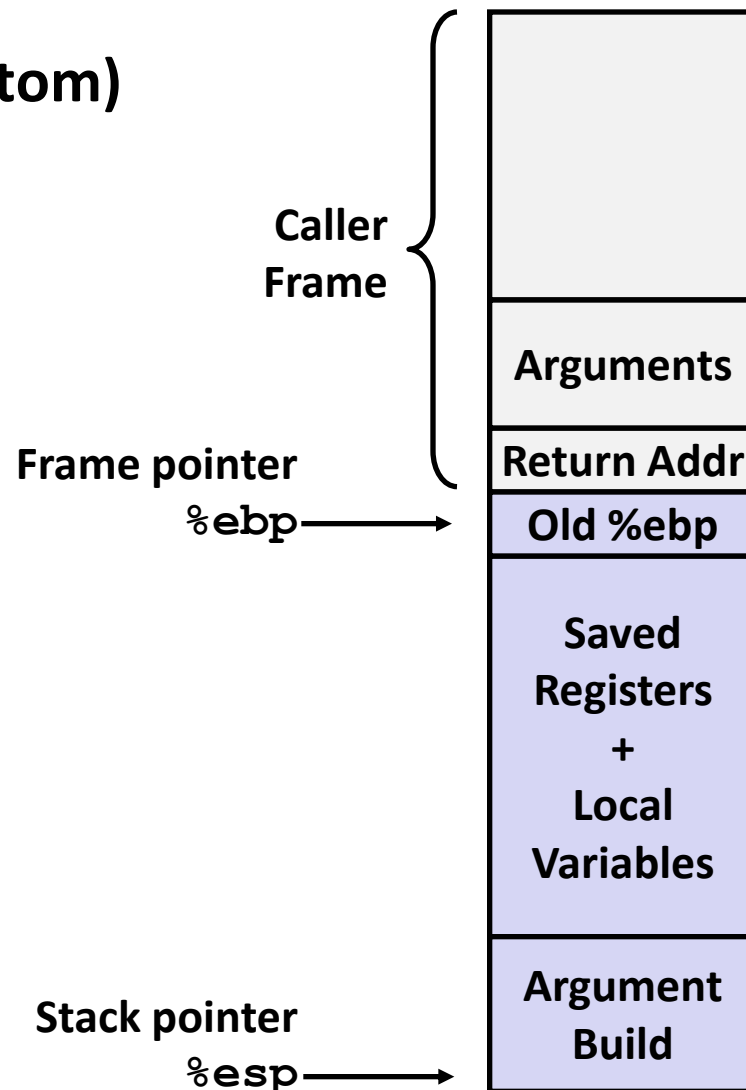 tom)
Caller
Frame
Arguments
Frame pointer
Return Addr
%ebp
Old %ebp
Saved
Registers
+
Local
Variables
Argument
Build
Stack pointer
%esp